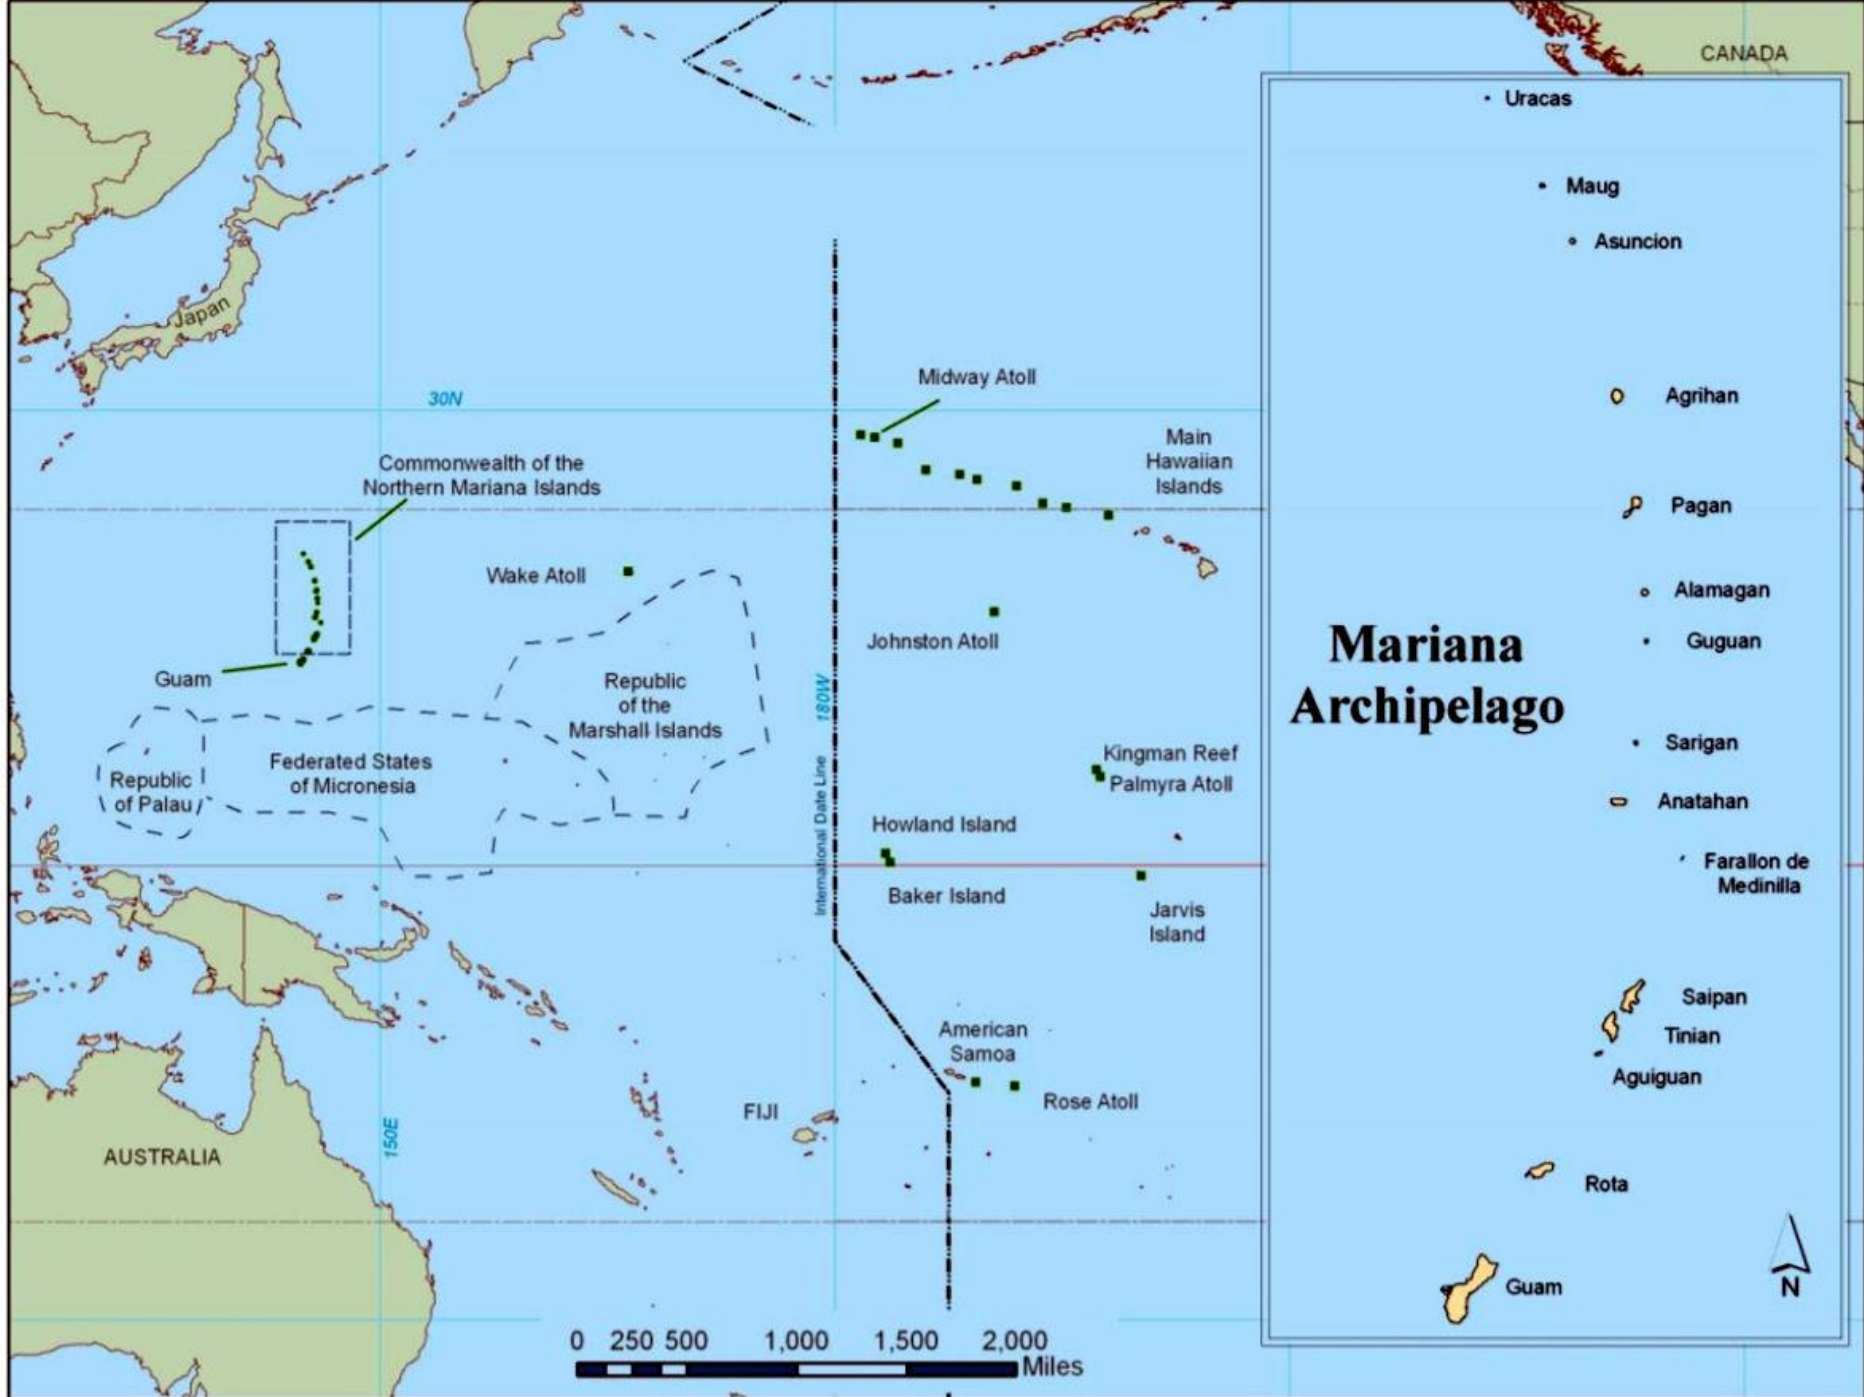 CANADA
Japan
30N
Midway Atoll
Main
Hawaiian
Islands
Commonwealth of the
Northern Mariana Islands
Wake Atoll
Johnston Atoll
Guam
Republic
of the
Marshall Islands
180W
International Date Line
Federated States
of Micronesia
Republic
of Palau
Kingman Reef
Palmyra Atoll
Howland Island
Baker Island
Jarvis
Island
American
Samoa
Rose Atoll
FIJI
150E
AUSTRALIA
0 250 500 1,000 1,500 2,000
Miles
Uracas
Maug
Asuncion
Agrihan
Pagan
Alamagan
Guguan
Mariana
Archipelago
Sarigan
Anatahan
Farallon de
Medinilla
Saipan
Tinian
Aguiguan
Rota
Guam
N